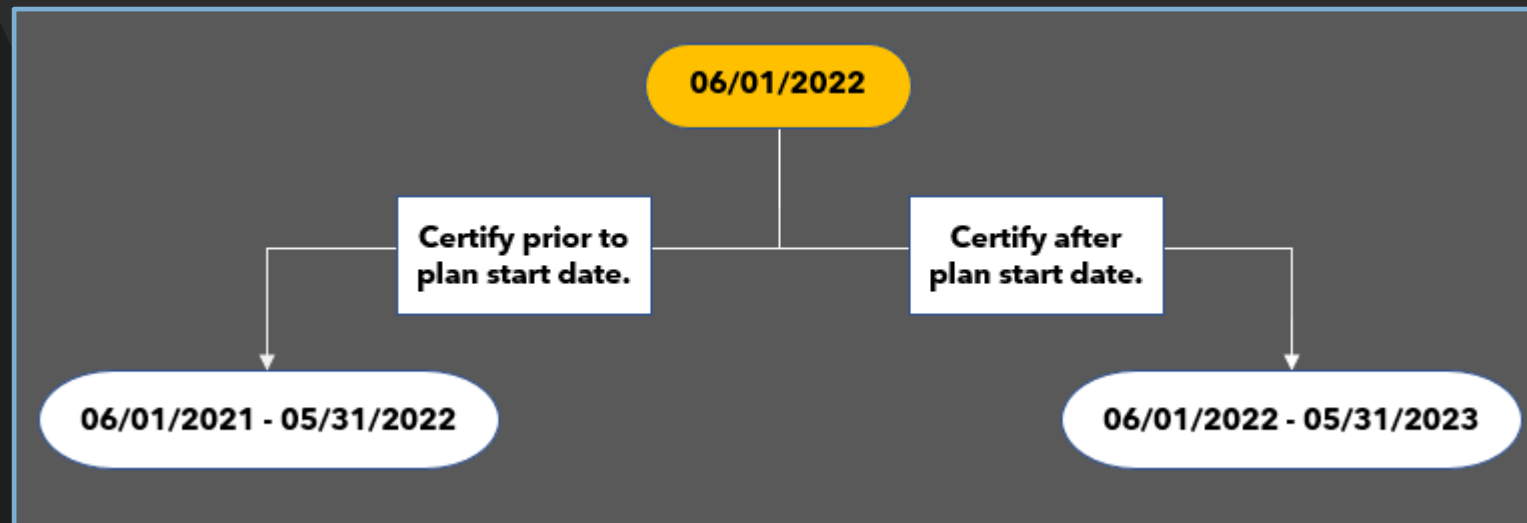 06/01/2022
Certify prior to
plan start date.
Certify after
plan start date.
06/01/2021 - 05/31/2022
06/01/2022 - 05/31/2023